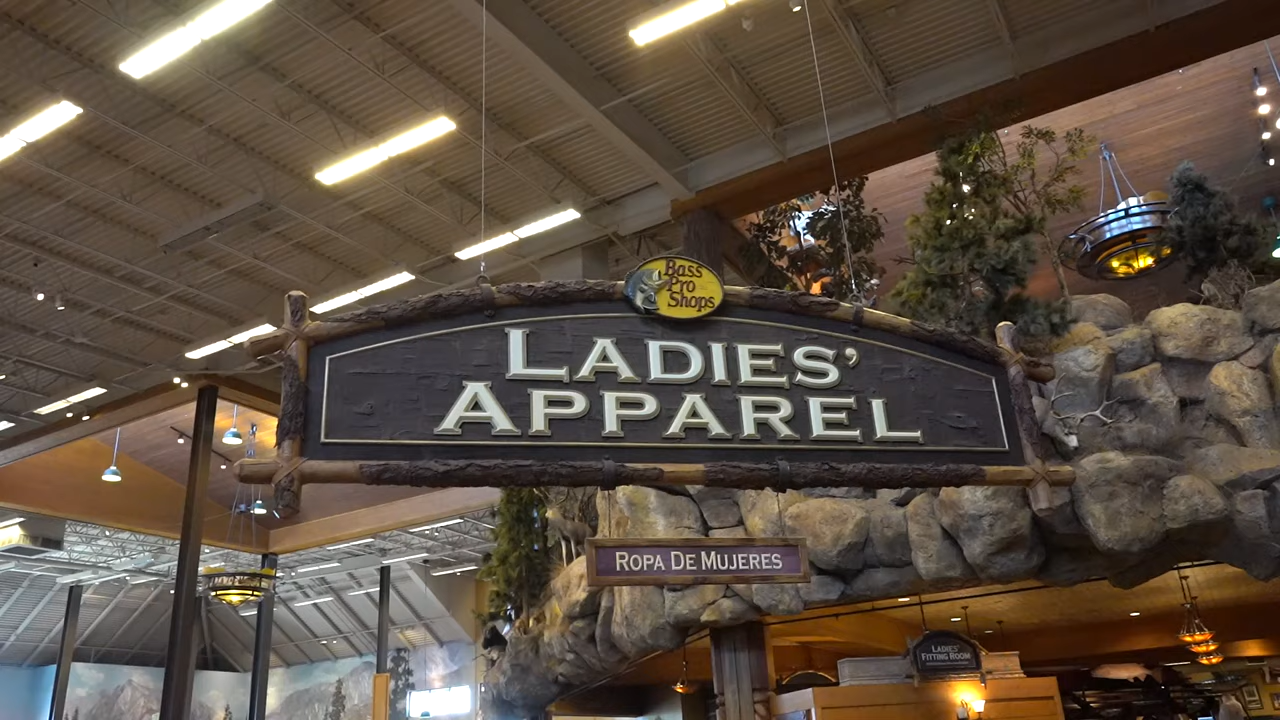 Bass
Pro
Shops
LADIES'
APPAREL
ROPA DE MUJERES
LADIES'
FITTING ROOM